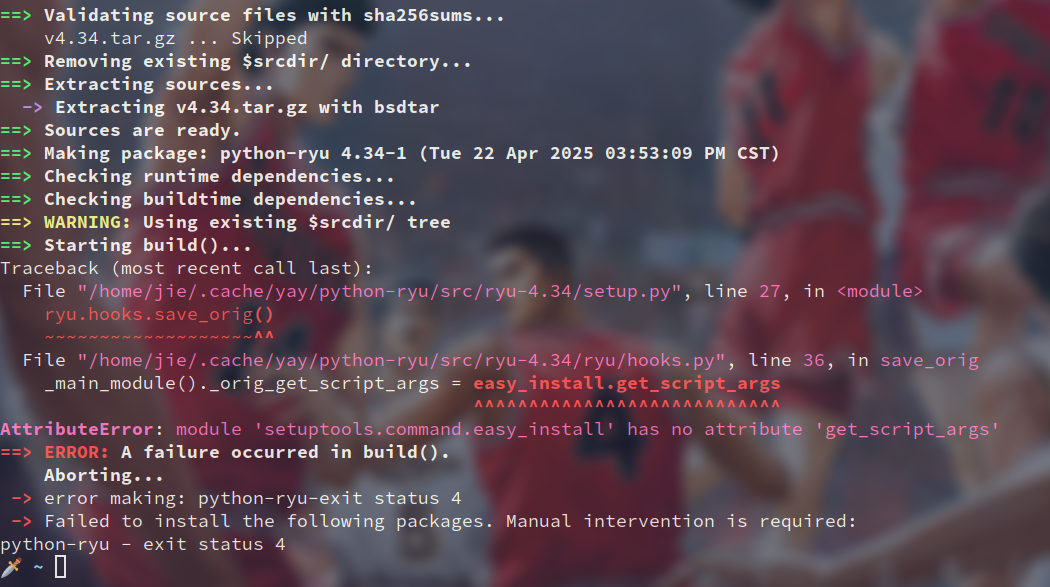 ==> Validating source files with sha256sums...
    v4.34.tar.gz ... Skipped
==> Removing existing $srcdir/ directory...
==> Extracting sources...
  -> Extracting v4.34.tar.gz with bsdtar
==> Sources are ready.
==> Making package: python-ryu 4.34-1 (Tue 22 Apr 2025 03:53:09 PM CST)
==> Checking runtime dependencies...
==> Checking buildtime dependencies...
==> WARNING: Using existing $srcdir/ tree
==> Starting build()...
Traceback (most recent call last):
  File "/home/jie/.cache/yay/python-ryu/src/ryu-4.34/setup.py", line 27, in <module>
    ryu.hooks.save_orig()
    ~~~~~~~~~~~~~~~~~~~^^
  File "/home/jie/.cache/yay/python-ryu/src/ryu-4.34/ryu/hooks.py", line 36, in save_orig
    _main_module()._orig_get_script_args = easy_install.get_script_args
                                           ^^^^^^^^^^^^^^^^^^^^^^^^^^^^
AttributeError: module 'setuptools.command.easy_install' has no attribute 'get_script_args'
==> ERROR: A failure occurred in build().
    Aborting...
 -> error making: python-ryu-exit status 4
 -> Failed to install the following packages. Manual intervention is required:
python-ryu - exit status 4
~